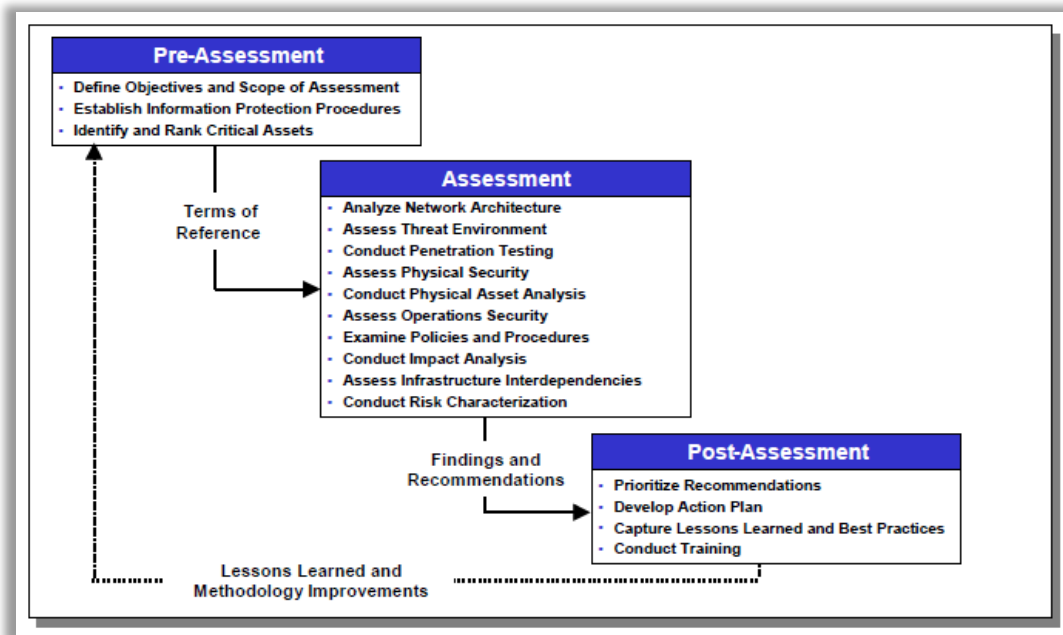 Pre-Assessment
Define Objectives and Scope of Assessment
Establish Information Protection Procedures
Identify and Rank Critical Assets
Terms of
Reference
Assessment
Analyze Network Architecture
Assess Threat Environment
Conduct Penetration Testing
Assess Physical Security
Conduct Physical Asset Analysis
Assess Operations Security
Examine Policies and Procedures
Conduct Impact Analysis
Assess Infrastructure Interdependencies
Conduct Risk Characterization
Findings and
Recommendations
Post-Assessment
Prioritize Recommendations
Develop Action Plan
Capture Lessons Learned and Best Practices
Conduct Training
Lessons Learned and
Methodology Improvements